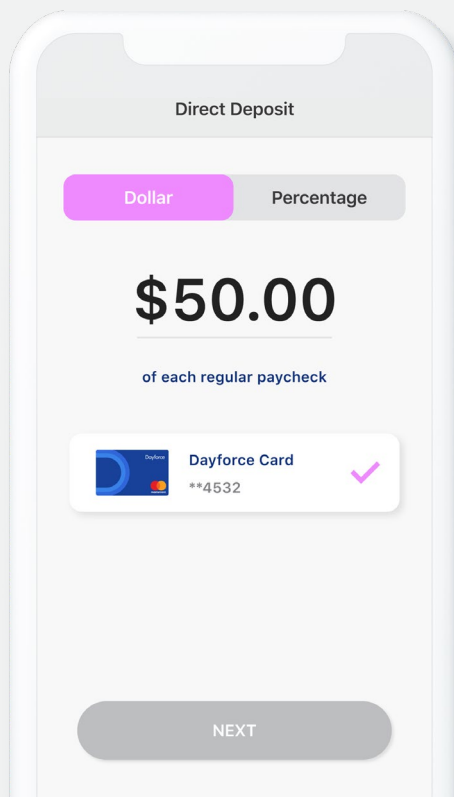 Direct Deposit
Dollar
Percentage
$50.00
of each regular paycheck
Dayforce
Dayforce Card
**4532
NEXT